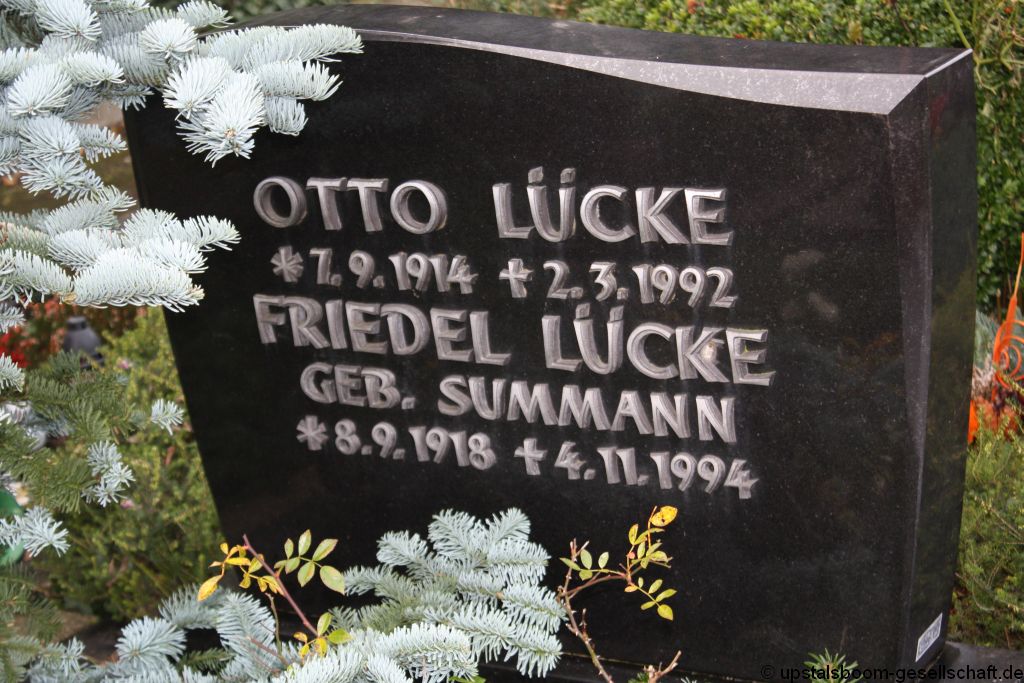 OTTO LÜCKE
* 7.9.1914 + 2.3.1992
FRIEDEL LÜCKE
GEB. SUMMANN
* 8.9.1918 + 4.11.1994
© upstalsboom-gesellschaft.de